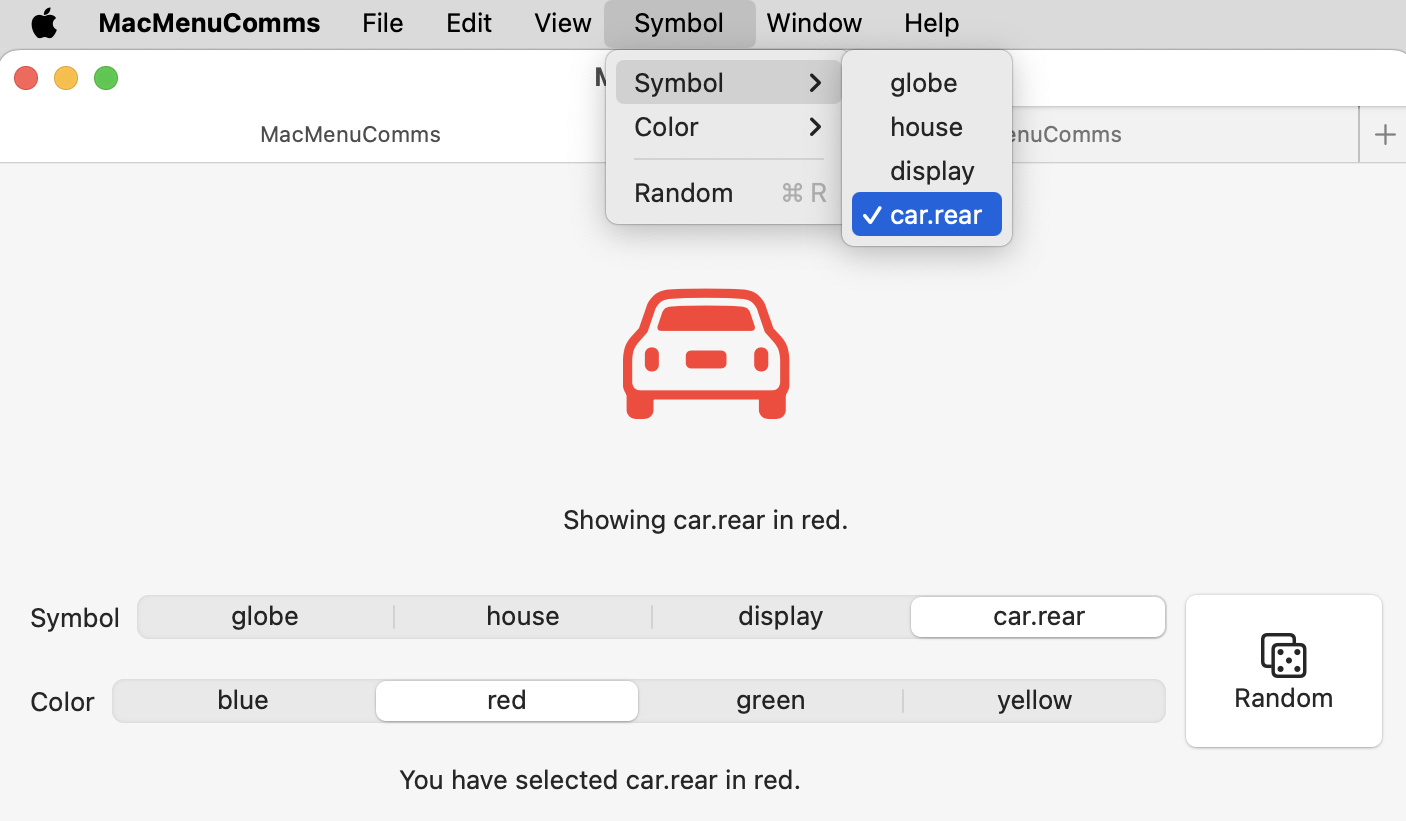 MacMenuComms File Edit View Symbol Window Help
Symbol
Color
Random ⌘ R
globe
house
display
✓ car.rear
MacMenuComms
Showing car.rear in red.
Symbol globe house display car.rear
Color blue red green yellow
Random
You have selected car.rear in red.